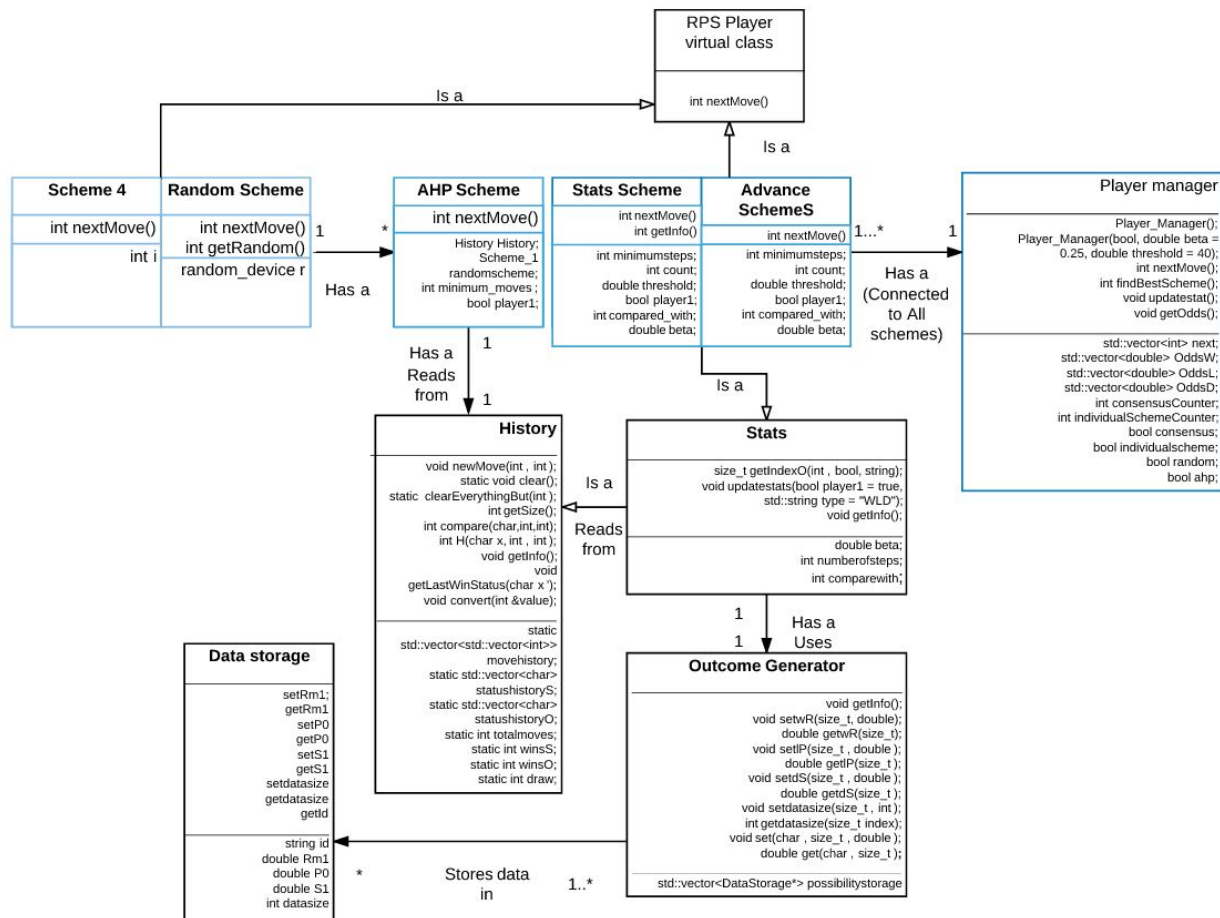 RPS Player
virtual class
int nextMove()
Is a
Is a
Scheme 4
int nextMove()
int i
Random Scheme
int nextMove()
int getRandom()
random_device r
1
*
Has a
AHP Scheme
int nextMove()
History History;
Scheme_1
randomscheme;
int minimum_moves ;
bool player1;
Stats Scheme
int nextMove()
int getInfo()
int minimumsteps;
int count;
double threshold;
bool player1;
int compared_with;
double beta;
Advance
SchemeS
int nextMove()
int minimumsteps;
int count;
double threshold;
bool player1;
int compared_with;
double beta;
1...*
1
Has a
(Connected
to All
schemes)
Player manager
Player_Manager();
Player_Manager(bool, double beta =
0.25, double threshold = 40);
int nextMove();
int findBestScheme();
void updatestat();
void getOdds();
std::vector<int> next;
std::vector<double> OddsW;
std::vector<double> OddsL;
std::vector<double> OddsD;
int consensusCounter;
int individualSchemeCounter;
bool consensus;
bool individualscheme;
bool random;
bool ahp;
1
Has a
Reads
from
1
Is a
History
void newMove(int , int );
static void clear();
static clearEverythingBut(int );
int getSize();
int compare(char,int,int);
int H(char x, int , int );
void getInfo();
void
getLastWinStatus(char x ');
void convert(int &value);
static
std::vector<std::vector<int>>
movehistory;
static std::vector<char>
statushistoryS;
static std::vector<char>
statushistoryO;
static int totalmoves;
static int winsS;
static int winsO;
static int draw;
Is a
Reads
from
Stats
size_t getIndexO(int , bool, string);
void updatestats(bool player1 = true,
std::string type = "WLD");
void getInfo();
double beta;
int numberofsteps;
int comparewith;
1
1
Has a
Uses
Data storage
setRm1;
getRm1
setP0
getP0
setS1
getS1
setdatasize
getdatasize
getId
string id
double Rm1
double P0
double S1
int datasize
Outcome Generator
void getInfo();
void setwR(size_t, double);
double getwR(size_t);
void setlP(size_t , double );
double getlP(size_t );
void setdS(size_t , double );
double getdS(size_t );
void setdatasize(size_t , int );
int getdatasize(size_t index);
void set(char , size_t , double );
double get(char , size_t );
std::vector<DataStorage*> possibilitystorage
*
Stores data
in
1..*